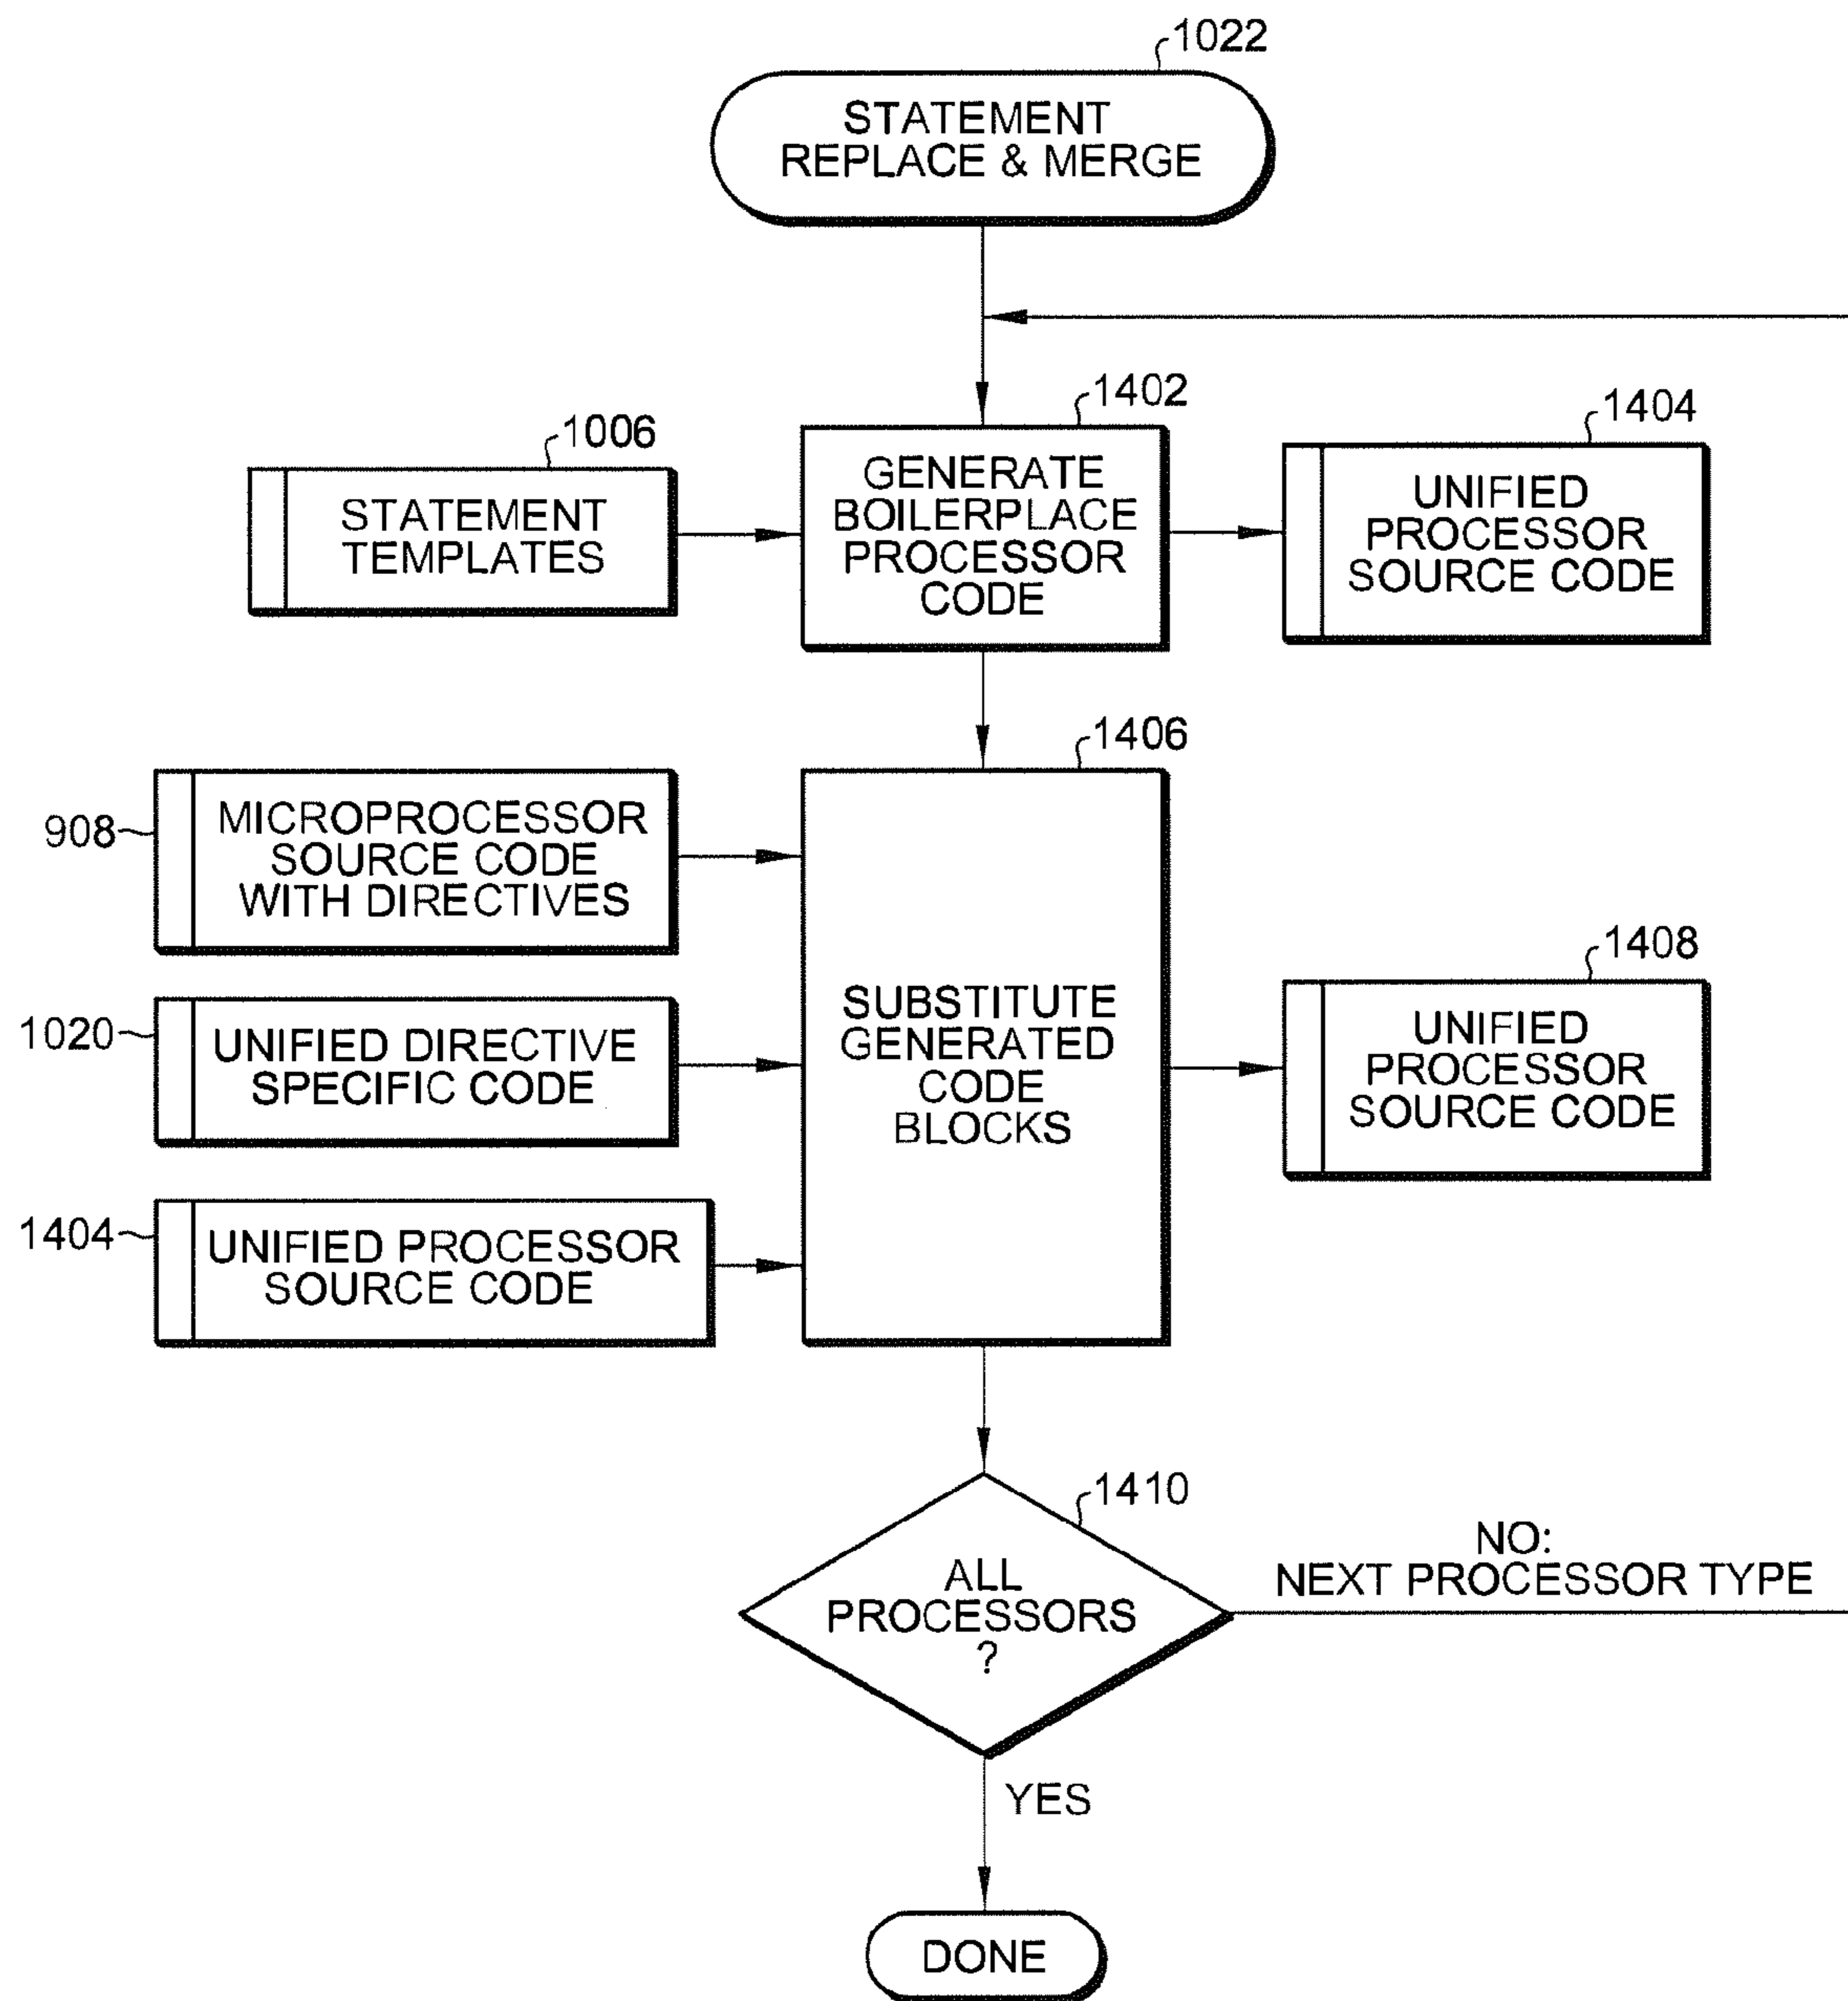 1022
STATEMENT
REPLACE & MERGE
1402
1404
1006
GENERATE
BOILERPLACE
PROCESSOR
CODE
STATEMENT
TEMPLATES
UNIFIED
PROCESSOR
SOURCE CODE
1406
908
MICROPROCESSOR
SOURCE CODE
WITH DIRECTIVES
1408
1020
UNIFIED DIRECTIVE
SPECIFIC CODE
SUBSTITUTE
GENERATED
CODE
BLOCKS
UNIFIED
PROCESSOR
SOURCE CODE
1404
UNIFIED PROCESSOR
SOURCE CODE
1410
ALL
PROCESSORS
?
NO:
NEXT PROCESSOR TYPE
YES
DONE